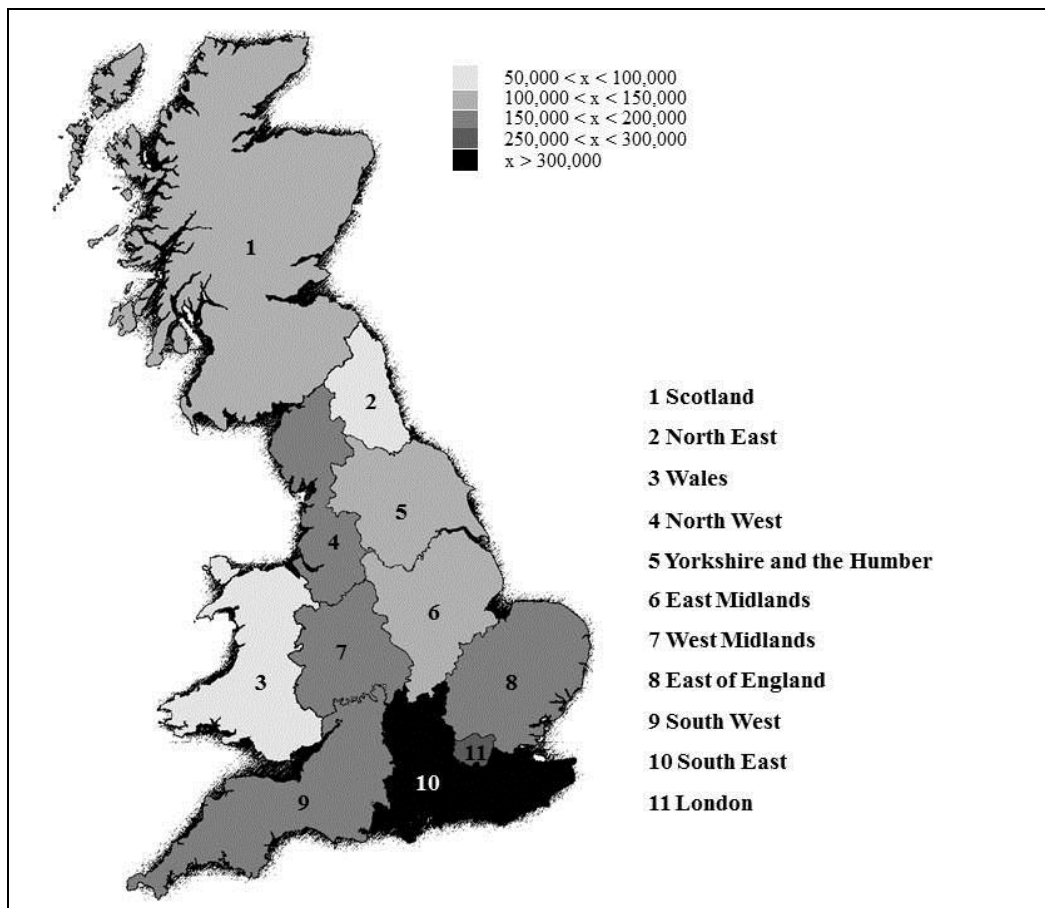 50,000 < x < 100,000
100,000 < x < 150,000
150,000 < x < 200,000
250,000 < x < 300,000
x > 300,000
1
2
1 Scotland
2 North East
3 Wales
5
4
4 North West
5 Yorkshire and the Humber
6
6 East Midlands
7
7 West Midlands
3
8
8 East of England
9 South West
11
10
10 South East
9
11 London